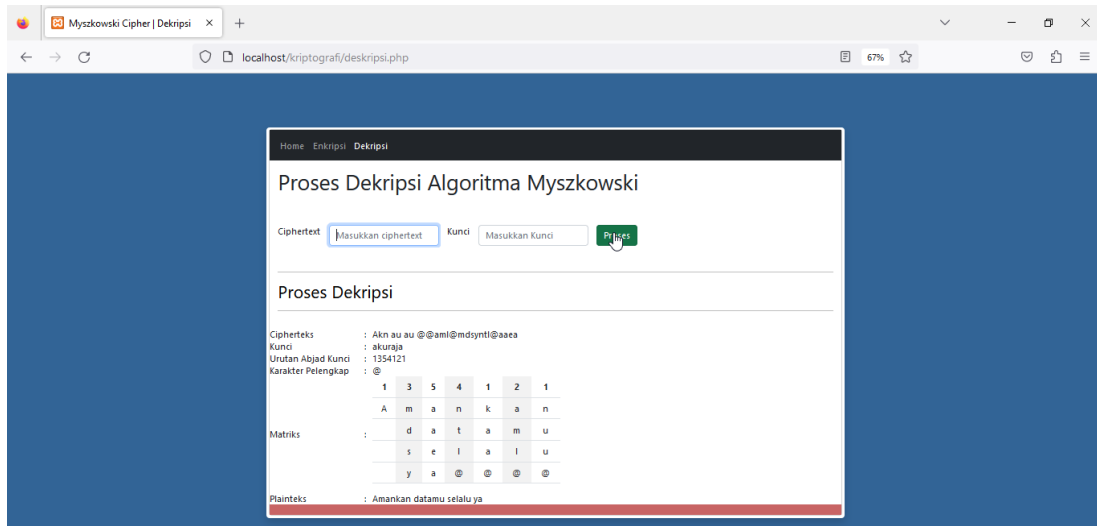 Myszkowski Cipher | Dekripsi
localhost/kriptografi/deskripsi.php 67%
Home Enkripsi Dekripsi
Proses Dekripsi Algoritma Myszkowski
Ciphertext Masukkan ciphertext Kunci Masukkan Kunci Proses
Proses Dekripsi
Cipherteks : Akn au au @@aml@mdsyntl@aaea
Kunci : akuraja
Urutan Abjad Kunci : 1354121
Karakter Pelengkap : @
1 3 5 4 1 2 1
A m a n k a n
Matriks : d a t a m u
s e l a l u
y a @ @ @ @
Plainteks : Amankan datamu selalu ya